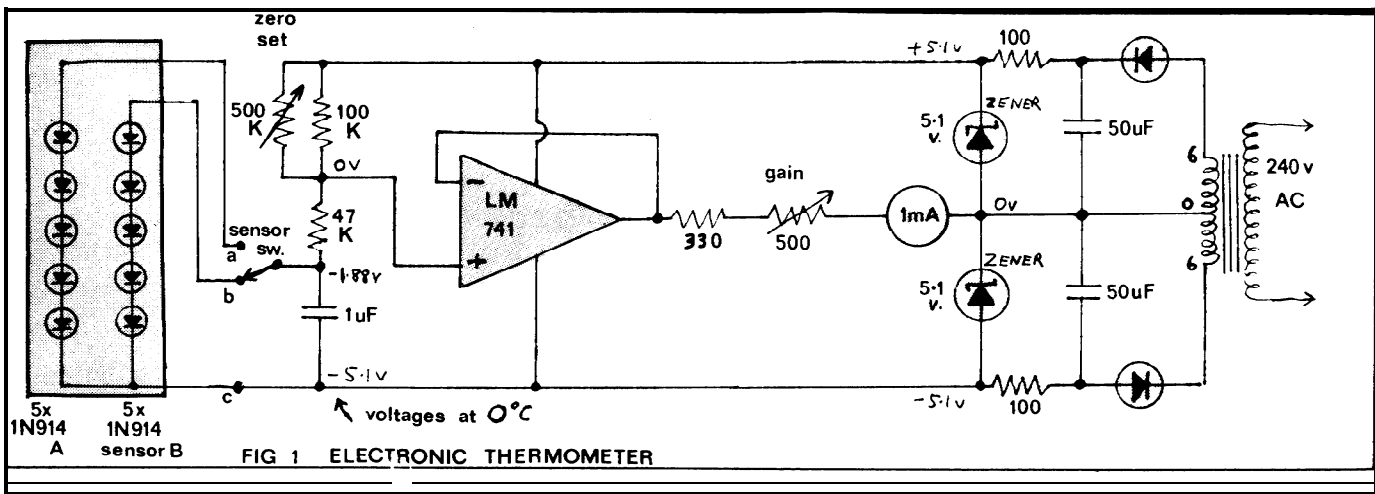 zero
set
500
K
100
K
0v
47
K
sensor
sw.
a
b
c
-1.88v
1uF
-5.1v
voltages at 0°C
−
LM
741
+
330
gain
500
1mA
+5.1v
100
ZENER
5.1
v.
0v
ZENER
5.1
v.
-5.1v
100
50uF
50uF
6
0
6
240v
AC
5x
1N914
A
5x
1N914
sensor B
FIG 1 ELECTRONIC THERMOMETER